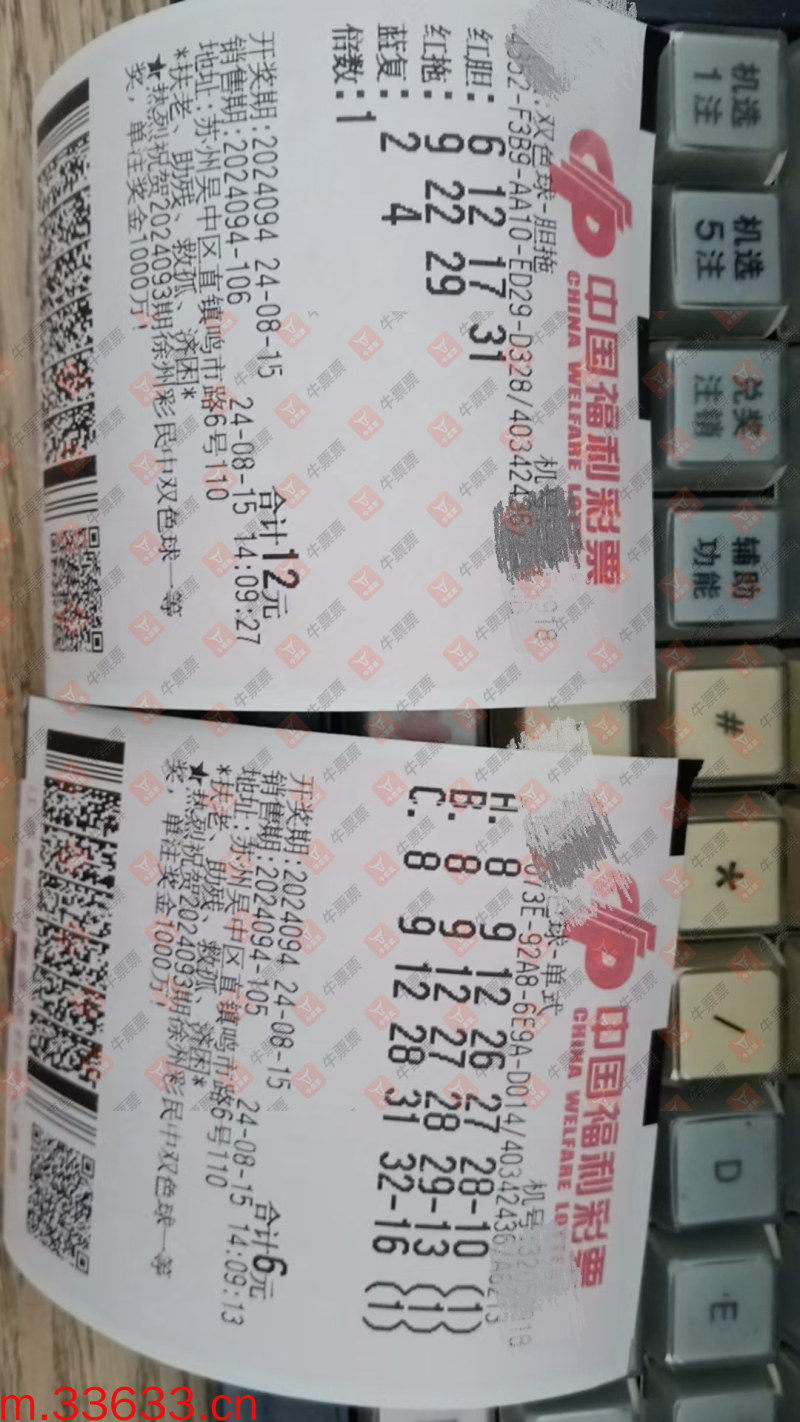 中国福利彩票
CHINA WELFARE LOTTERY
双色球-胆拖
F3B9-AA10-ED29-D328/403424
红胆: 6 12 17 31
红拖: 9 22 29
蓝复: 2 4
倍数: 1
合计12元
开奖期:2024094 24-08-15
销售期:2024094-106 24-08-15 14:09:27
地址:苏州吴中区直镇鸣市路6号110
*扶老、助残、救孤、济困*
★热烈祝贺2024093期徐州彩民中双色球一等
奖,单注奖金1000万!
中国福利彩票
CHINA WELFARE
球-单式
机号:32
73E-92A8-6E9A-D014/40342436/A8213
8 9 12 26 27 28-10 (1)
B. 8 9 12 27 28 29-13 (1)
C. 8 9 12 28 31 32-16 (1)
合计6元
开奖期:2024094 24-08-15
销售期:2024094-105 24-08-15 14:09:13
地址:苏州吴中区直镇鸣市路6号110
*扶老、助残、救孤、济困*
★热烈祝贺2024093期徐州彩民中双色球一等
奖,单注奖金1000万!
机选
1注
机选
5注
兑奖
注销
辅助
功能
#
*
/
D
E
牛票票
m.33633.cn